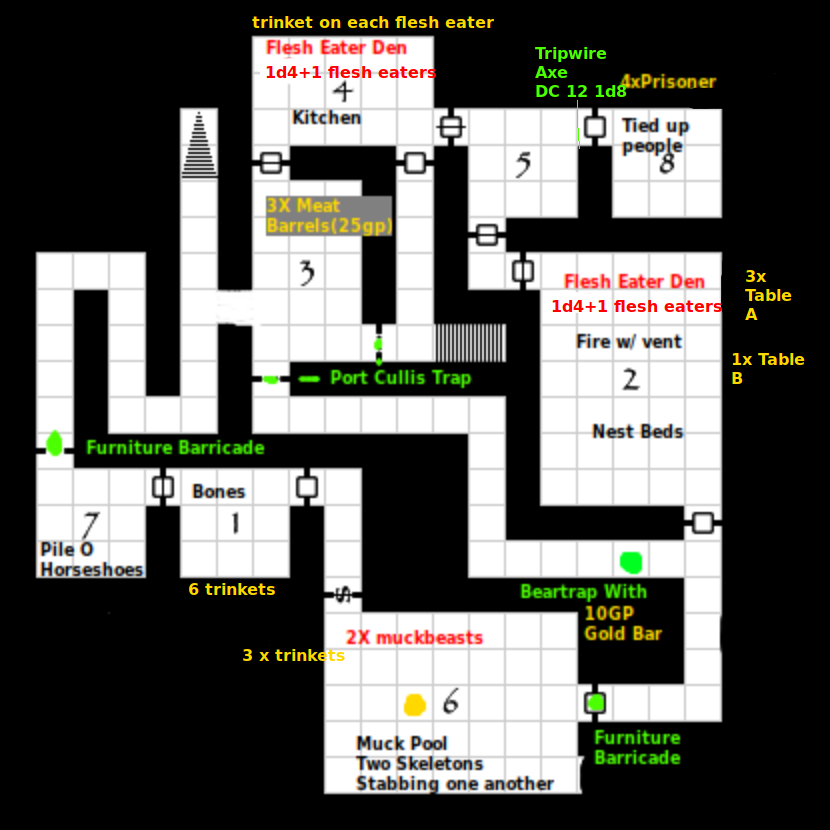 trinket on each flesh eater
Flesh Eater Den
1d4+1 flesh eaters
4
Kitchen
Tripwire
Axe
DC 12 1d8
4xPrisoner
Tied up
people
8
5
3X Meat
Barrels(25gp)
3
Flesh Eater Den
1d4+1 flesh eaters
Fire w/ vent
2
Nest Beds
3x
Table
A
1x Table
B
Port Cullis Trap
Furniture Barricade
7
Pile O
Horseshoes
Bones
1
6 trinkets
S
Beartrap With
10GP
Gold Bar
2X muckbeasts
3 x trinkets
6
Muck Pool
Two Skeletons
Stabbing one another
Furniture
Barricade